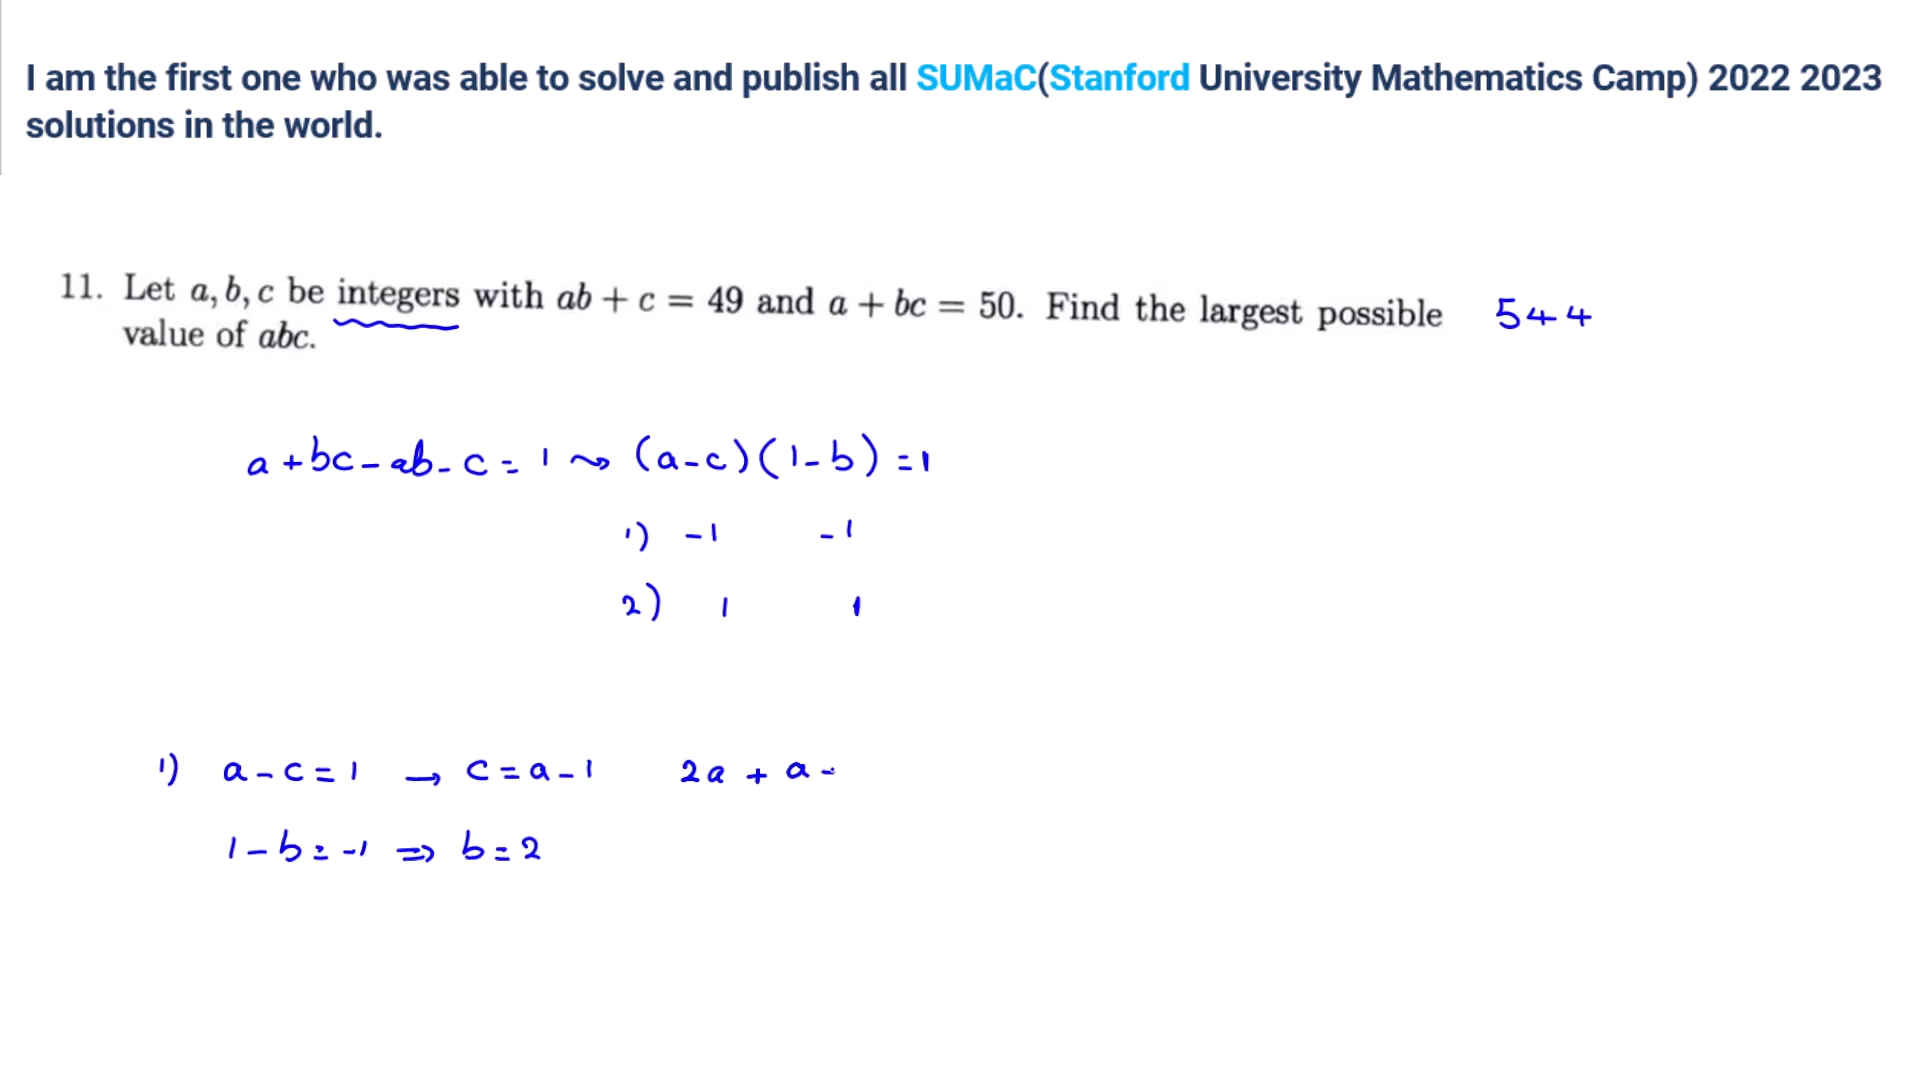 I am the first one who was able to solve and publish all SUMaC(Stanford University Mathematics Camp) 2022 2023
solutions in the world.
11. Let a, b, c be integers with ab + c = 49 and a + bc = 50. Find the largest possible 544
value of abc.
a + bc - ab - c = 1 ⇝ (a-c)(1-b) = 1
1) -1 -1
2) 1 1
1) a - c = 1 → c = a - 1 2a + a -
1 - b = -1 ⇒ b = 2